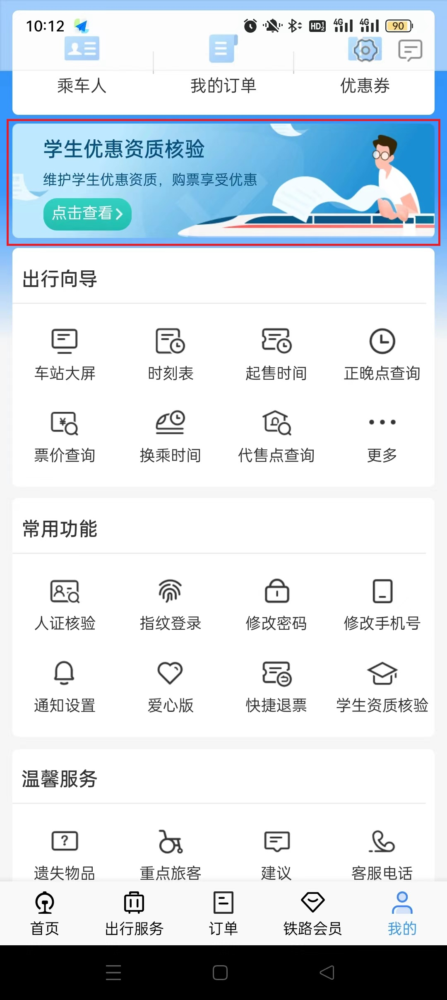 10:12 HD 1 2 4G 4G 90
乘车人 我的订单 优惠券
学生优惠资质核验
维护学生优惠资质，购票享受优惠
点击查看
出行向导
车站大屏 时刻表 起售时间 正晚点查询
票价查询 换乘时间 代售点查询 更多
常用功能
人证核验 指纹登录 修改密码 修改手机号
通知设置 爱心版 快捷退票 学生资质核验
温馨服务
遗失物品 重点旅客 建议 客服电话
首页 出行服务 订单 铁路会员 我的